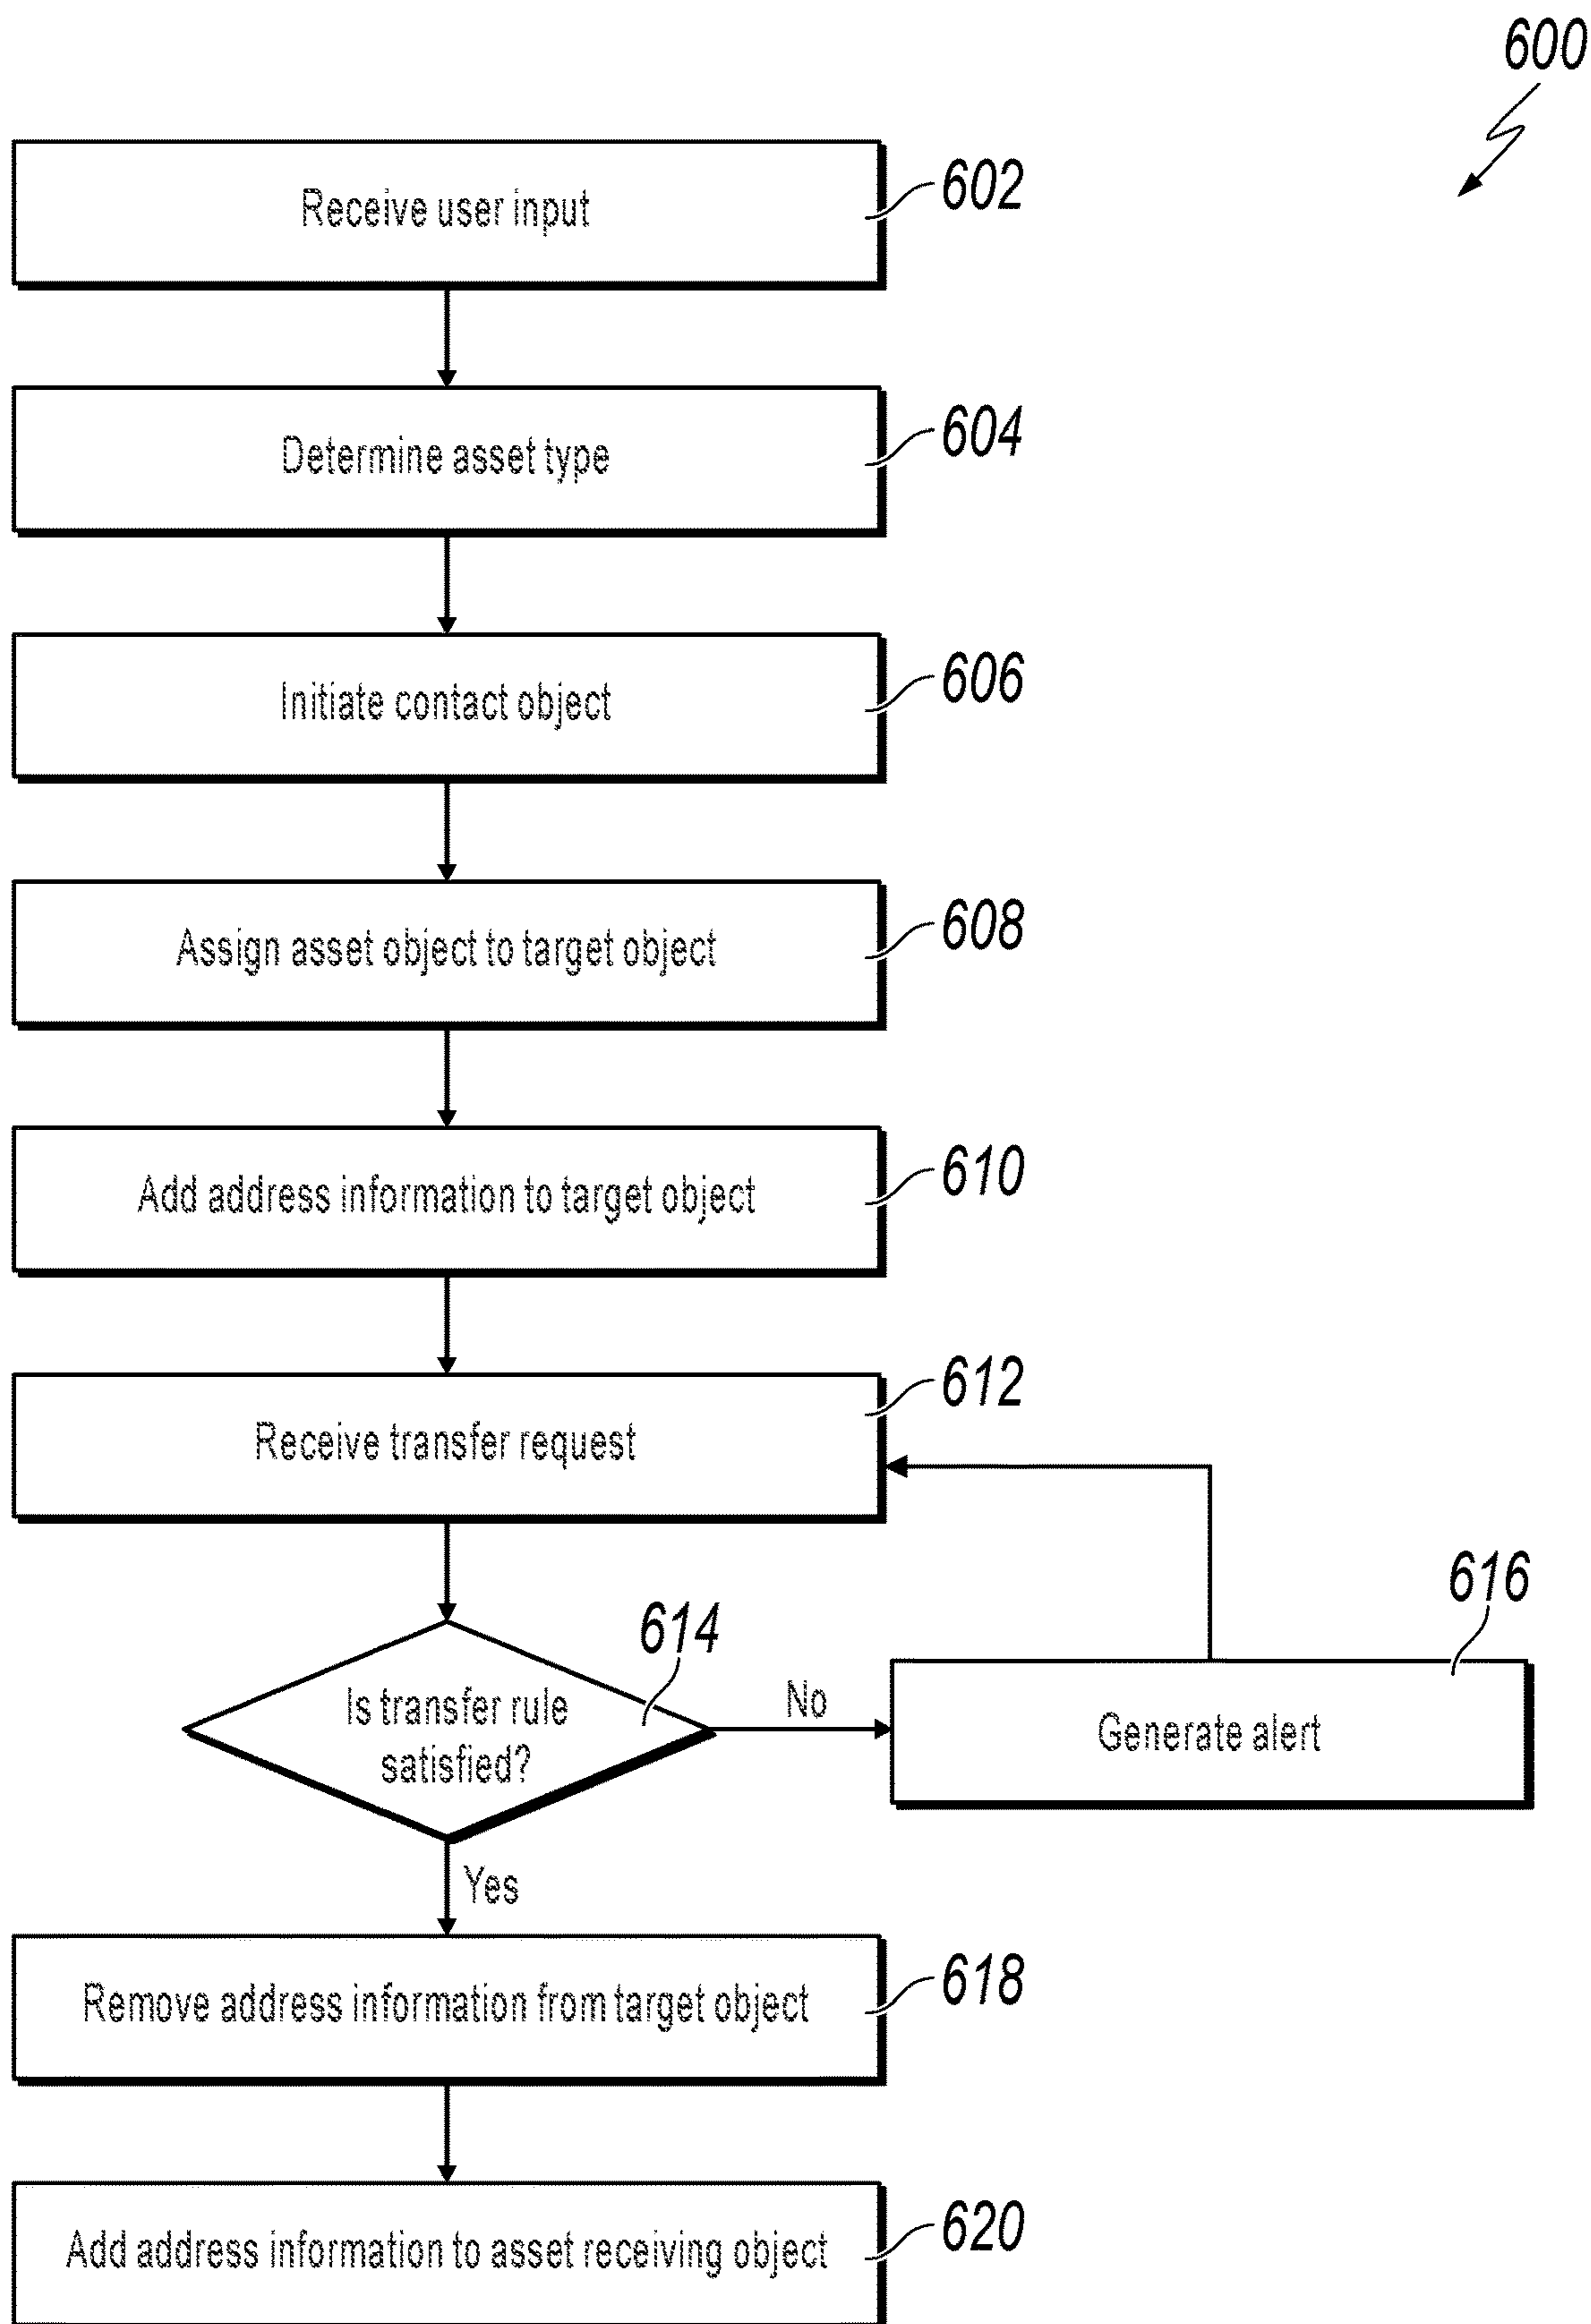 600
Receive user input
602
Determine asset type
604
Initiate contact object
606
Assign asset object to target object
608
Add address information to target object
610
Receive transfer request
612
Is transfer rule
satisfied?
614
No
Generate alert
616
Yes
Remove address information from target object
618
Add address information to asset receiving object
620